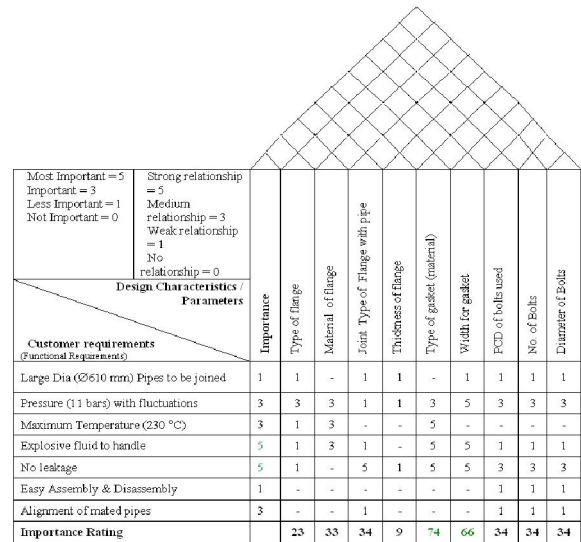 Most Important = 5
Important = 3
Less Important = 1
Not Important = 0
Strong relationship
= 5
Medium
relationship = 3
Weak relationship
= 1
No
relationship = 0
Design Characteristics /
Parameters
Customer requirements
(Functional Requirements)
Importance
Type of flange
Material of flange
Joint Type of Flange with pipe
Thickness of flange
Type of gasket (material)
Width for gasket
PCD of bolts used
No. of Bolts
Diameter of Bolts
Large Dia (Ø610 mm) Pipes to be joined 1 1 - 1 1 - 1 1 1 1
Pressure (11 bars) with fluctuations 3 3 3 1 1 3 5 3 3 3
Maximum Temperature (230 °C) 3 1 3 - - 5 - - - -
Explosive fluid to handle 5 1 3 1 - 5 5 1 1 1
No leakage 5 1 - 5 1 5 5 3 3 3
Easy Assembly & Disassembly 1 - - - - - - 1 1 1
Alignment of mated pipes 3 - - 1 - - - 1 1 1
Importance Rating 23 33 34 9 74 66 34 34 34